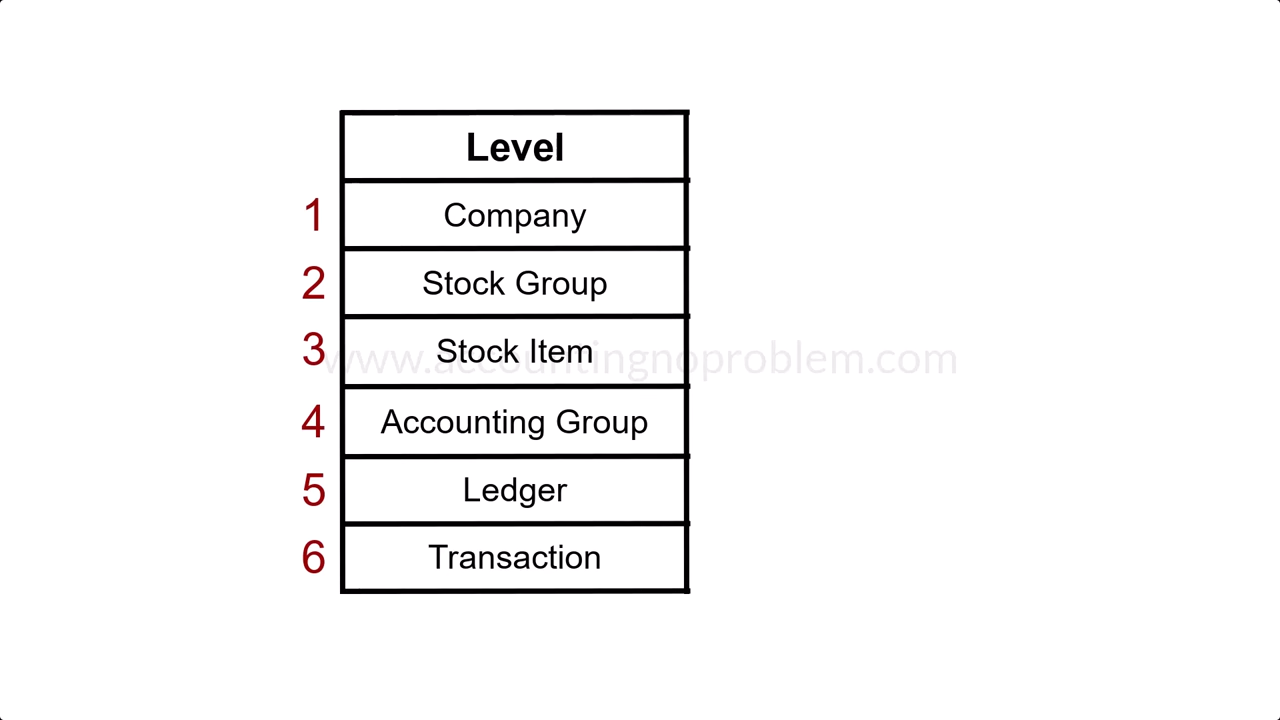 Level
1 Company
2 Stock Group
3 Stock Item
www.accountingnoproblem.com
4 Accounting Group
5 Ledger
6 Transaction